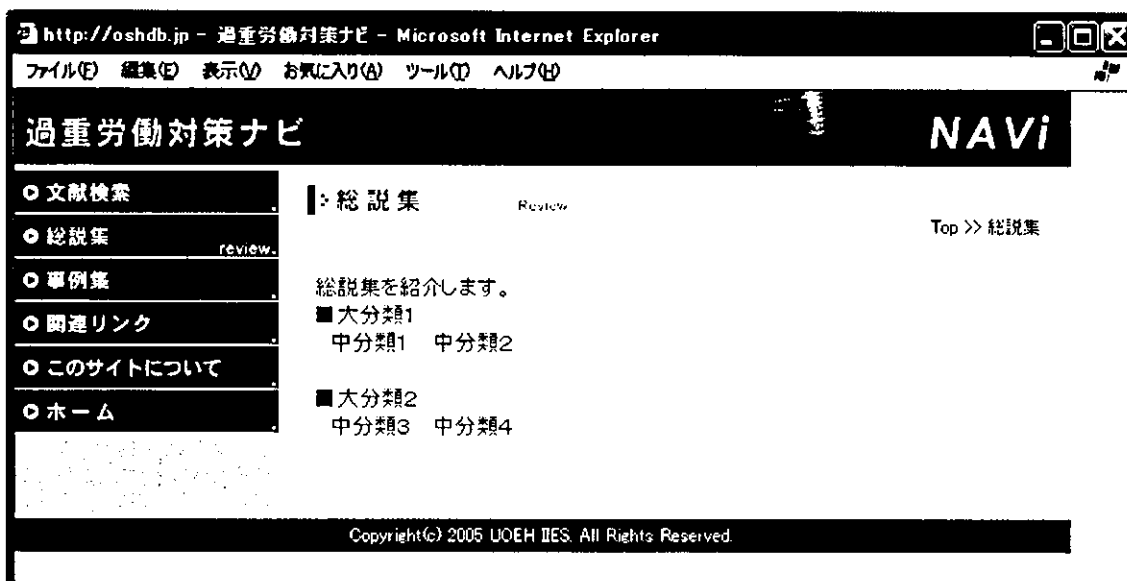 http://oshdb.jp - 過重労働対策ナビ - Microsoft Internet Explorer
ファイル(F) 編集(E) 表示(V) お気に入り(A) ツール(T) ヘルプ(H)
過重労働対策ナビ NAVi
文献検索
総説集 review.
事例集
関連リンク
このサイトについて
ホーム
総説集 Review
Top >> 総説集
総説集を紹介します。
■大分類1
中分類1 中分類2
■大分類2
中分類3 中分類4
Copyright(c) 2005 UOEH IIES. All Rights Reserved.